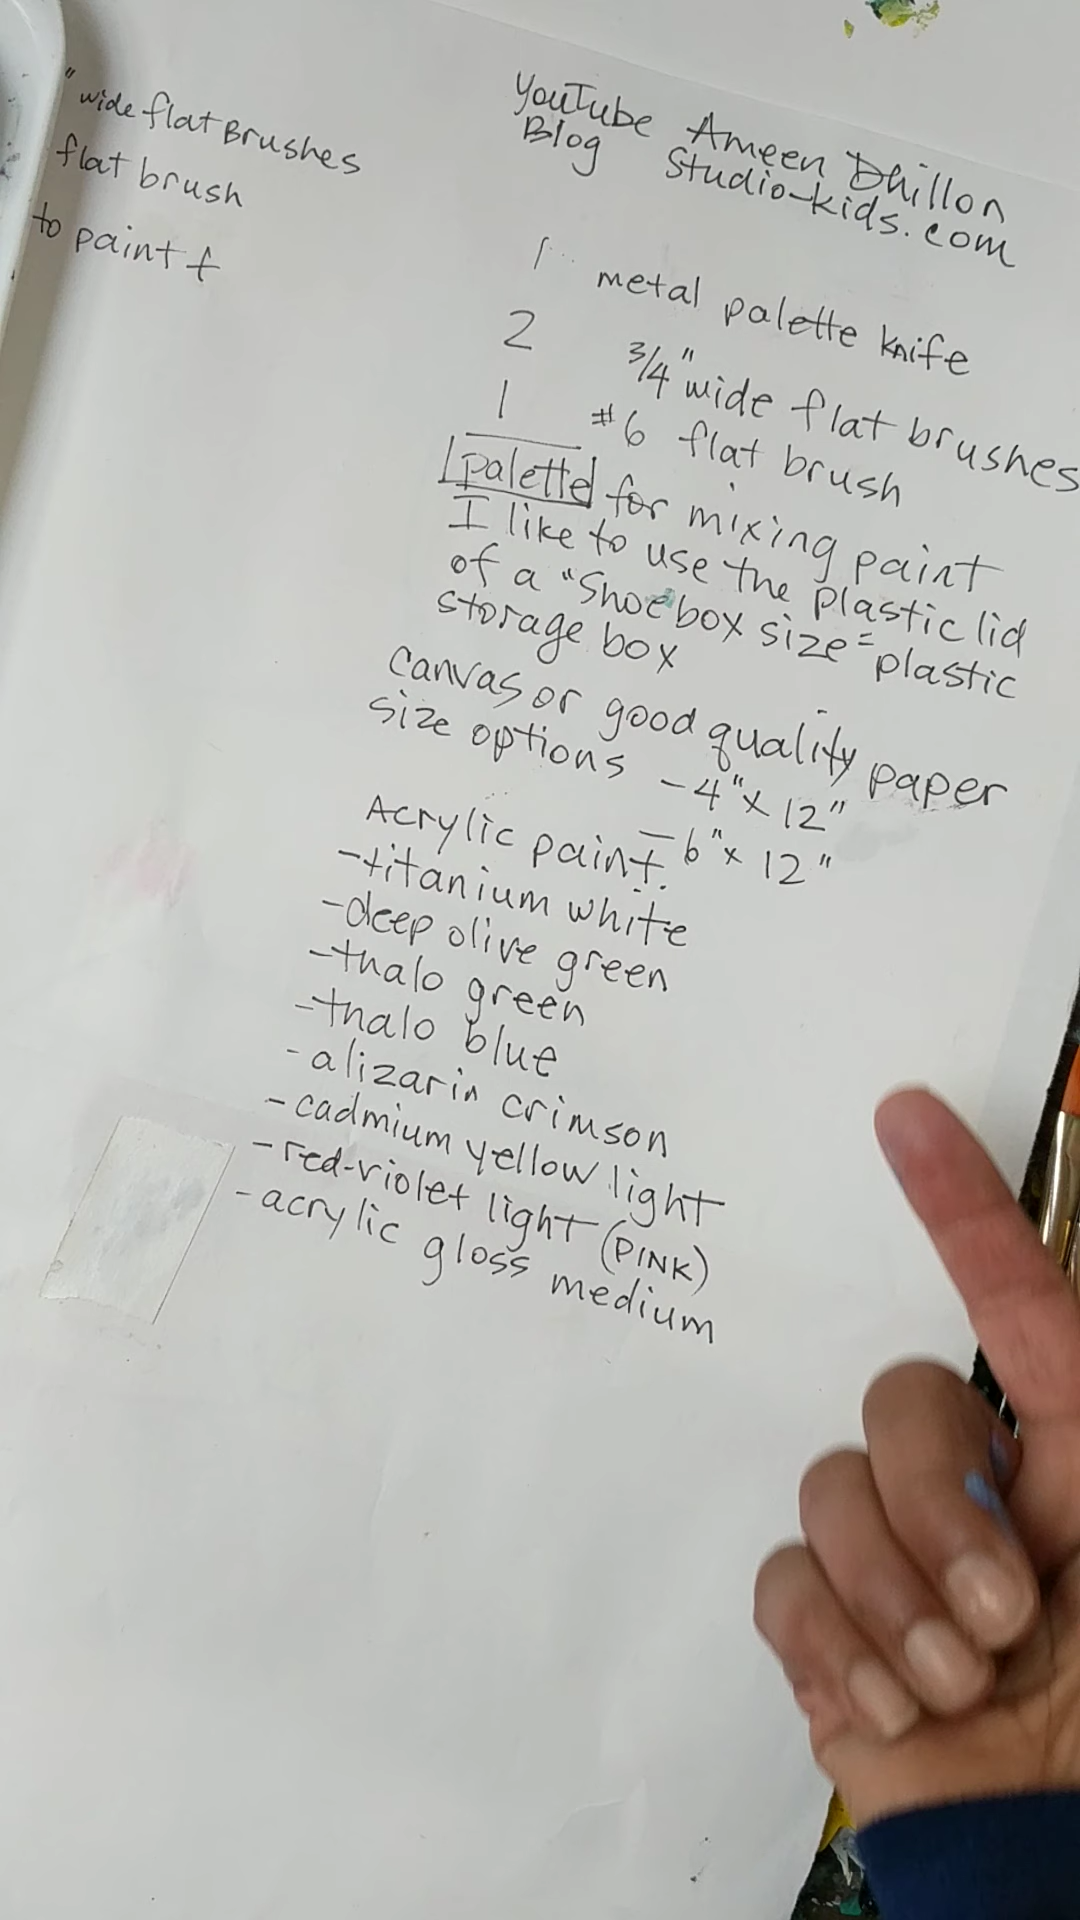 " wide flat Brushes
flat brush
to paint f
YouTube Ameen Dhillon
Blog Studio-kids.com
1 metal palette knife
2 3/4" wide flat brushes
1 #6 flat brush
palette for mixing paint
I like to use the plastic lid
of a "Shoebox size" plastic
storage box
canvas or good quality paper
size options - 4" x 12"
- 6" x 12"
Acrylic paint.
- titanium white
- deep olive green
- thalo green
- thalo blue
- alizarin crimson
- cadmium yellow light
- red-violet light (PINK)
- acrylic gloss medium